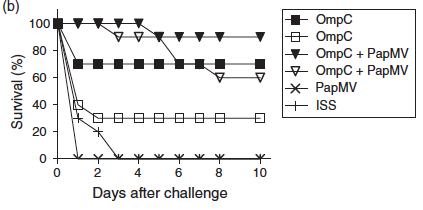 (b)
100
80
60
40
20
0
Survival (%)
0 2 4 6 8 10
Days after challenge
OmpC
OmpC
OmpC + PapMV
OmpC + PapMV
PapMV
ISS